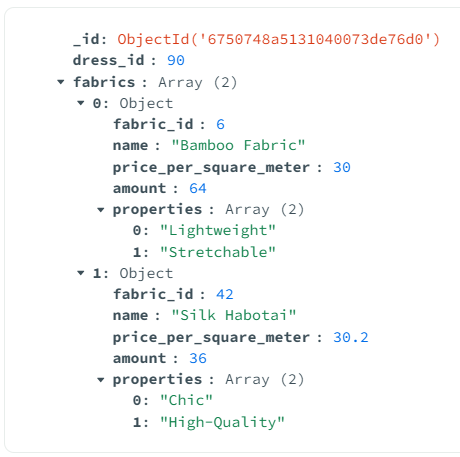 _id: ObjectId('6750748a5131040073de76d0')
dress_id : 90
fabrics : Array (2)
0: Object
fabric_id : 6
name : "Bamboo Fabric"
price_per_square_meter : 30
amount : 64
properties : Array (2)
0: "Lightweight"
1: "Stretchable"
1: Object
fabric_id : 42
name : "Silk Habotai"
price_per_square_meter : 30.2
amount : 36
properties : Array (2)
0: "Chic"
1: "High-Quality"